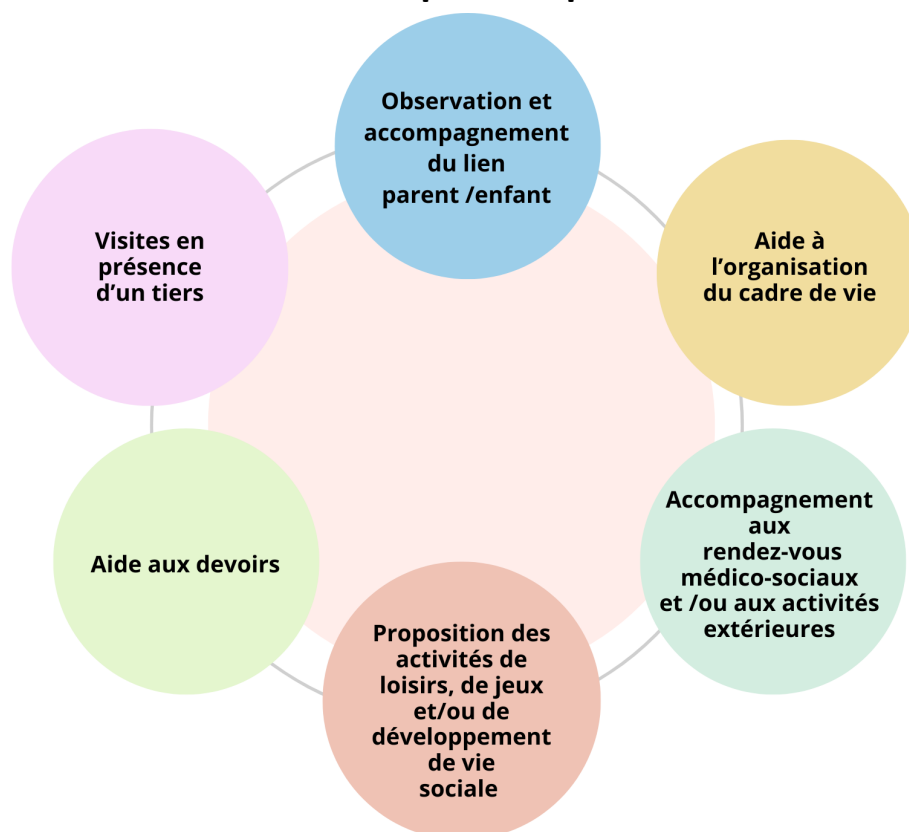 Observation et
accompagnement
du lien
parent /enfant
Aide à
l'organisation
du cadre de vie
Accompagnement
aux
rendez-vous
médico-sociaux
et /ou aux activités
extérieures
Proposition des
activités de
loisirs, de jeux
et/ou de
développement
de vie
sociale
Aide aux devoirs
Visites en
présence
d'un tiers